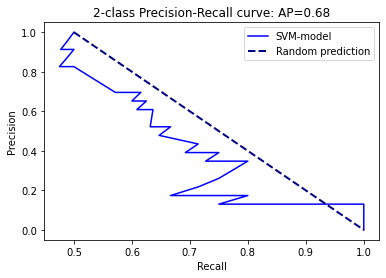 2-class Precision-Recall curve: AP=0.68
SVM-model
Random prediction
Precision
1.0
0.8
0.6
0.4
0.2
0.0
0.5
0.6
0.7
0.8
0.9
1.0
Recall